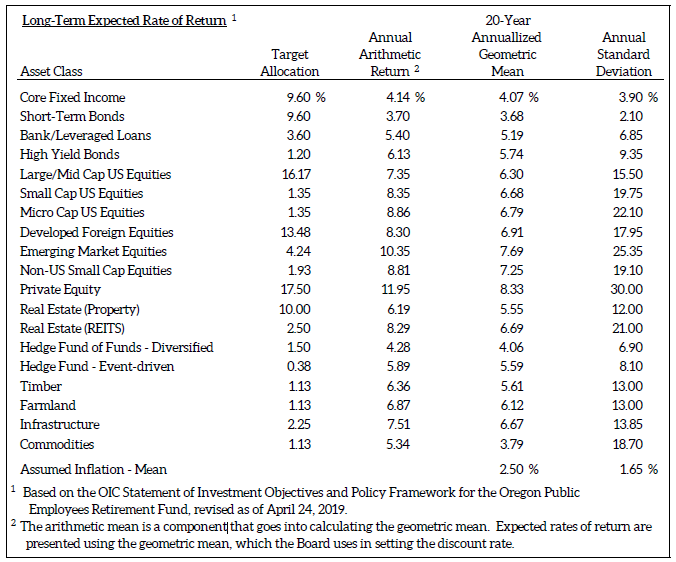 Long-Term Expected Rate of Return 1
20-Year
Annual Annuallized Annual
Target Arithmetic Geometric Standard
Asset Class Allocation Return 2 Mean Deviation
Core Fixed Income 9.60 % 4.14 % 4.07 % 3.90 %
Short-Term Bonds 9.60 3.70 3.68 2.10
Bank/Leveraged Loans 3.60 5.40 5.19 6.85
High Yield Bonds 1.20 6.13 5.74 9.35
Large/Mid Cap US Equities 16.17 7.35 6.30 15.50
Small Cap US Equities 1.35 8.35 6.68 19.75
Micro Cap US Equities 1.35 8.86 6.79 22.10
Developed Foreign Equities 13.48 8.30 6.91 17.95
Emerging Market Equities 4.24 10.35 7.69 25.35
Non-US Small Cap Equities 1.93 8.81 7.25 19.10
Private Equity 17.50 11.95 8.33 30.00
Real Estate (Property) 10.00 6.19 5.55 12.00
Real Estate (REITS) 2.50 8.29 6.69 21.00
Hedge Fund of Funds - Diversified 1.50 4.28 4.06 6.90
Hedge Fund - Event-driven 0.38 5.89 5.59 8.10
Timber 1.13 6.36 5.61 13.00
Farmland 1.13 6.87 6.12 13.00
Infrastructure 2.25 7.51 6.67 13.85
Commodities 1.13 5.34 3.79 18.70
Assumed Inflation - Mean 2.50 % 1.65 %
1 Based on the OIC Statement of Investment Objectives and Policy Framework for the Oregon Public
Employees Retirement Fund, revised as of April 24, 2019.
2 The arithmetic mean is a component that goes into calculating the geometric mean. Expected rates of return are
presented using the geometric mean, which the Board uses in setting the discount rate.